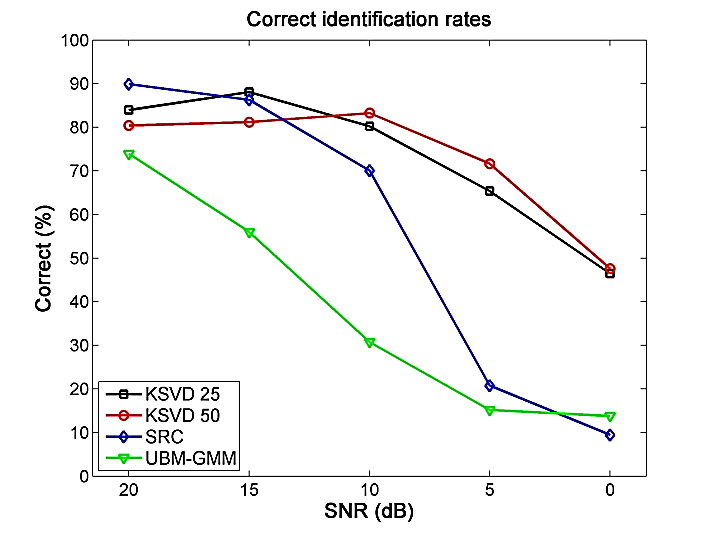 Correct identification rates
100
90
80
70
60
50
40
30
20
10
0
Correct (%)
KSVD 25
KSVD 50
SRC
UBM-GMM
20 15 10 5 0
SNR (dB)